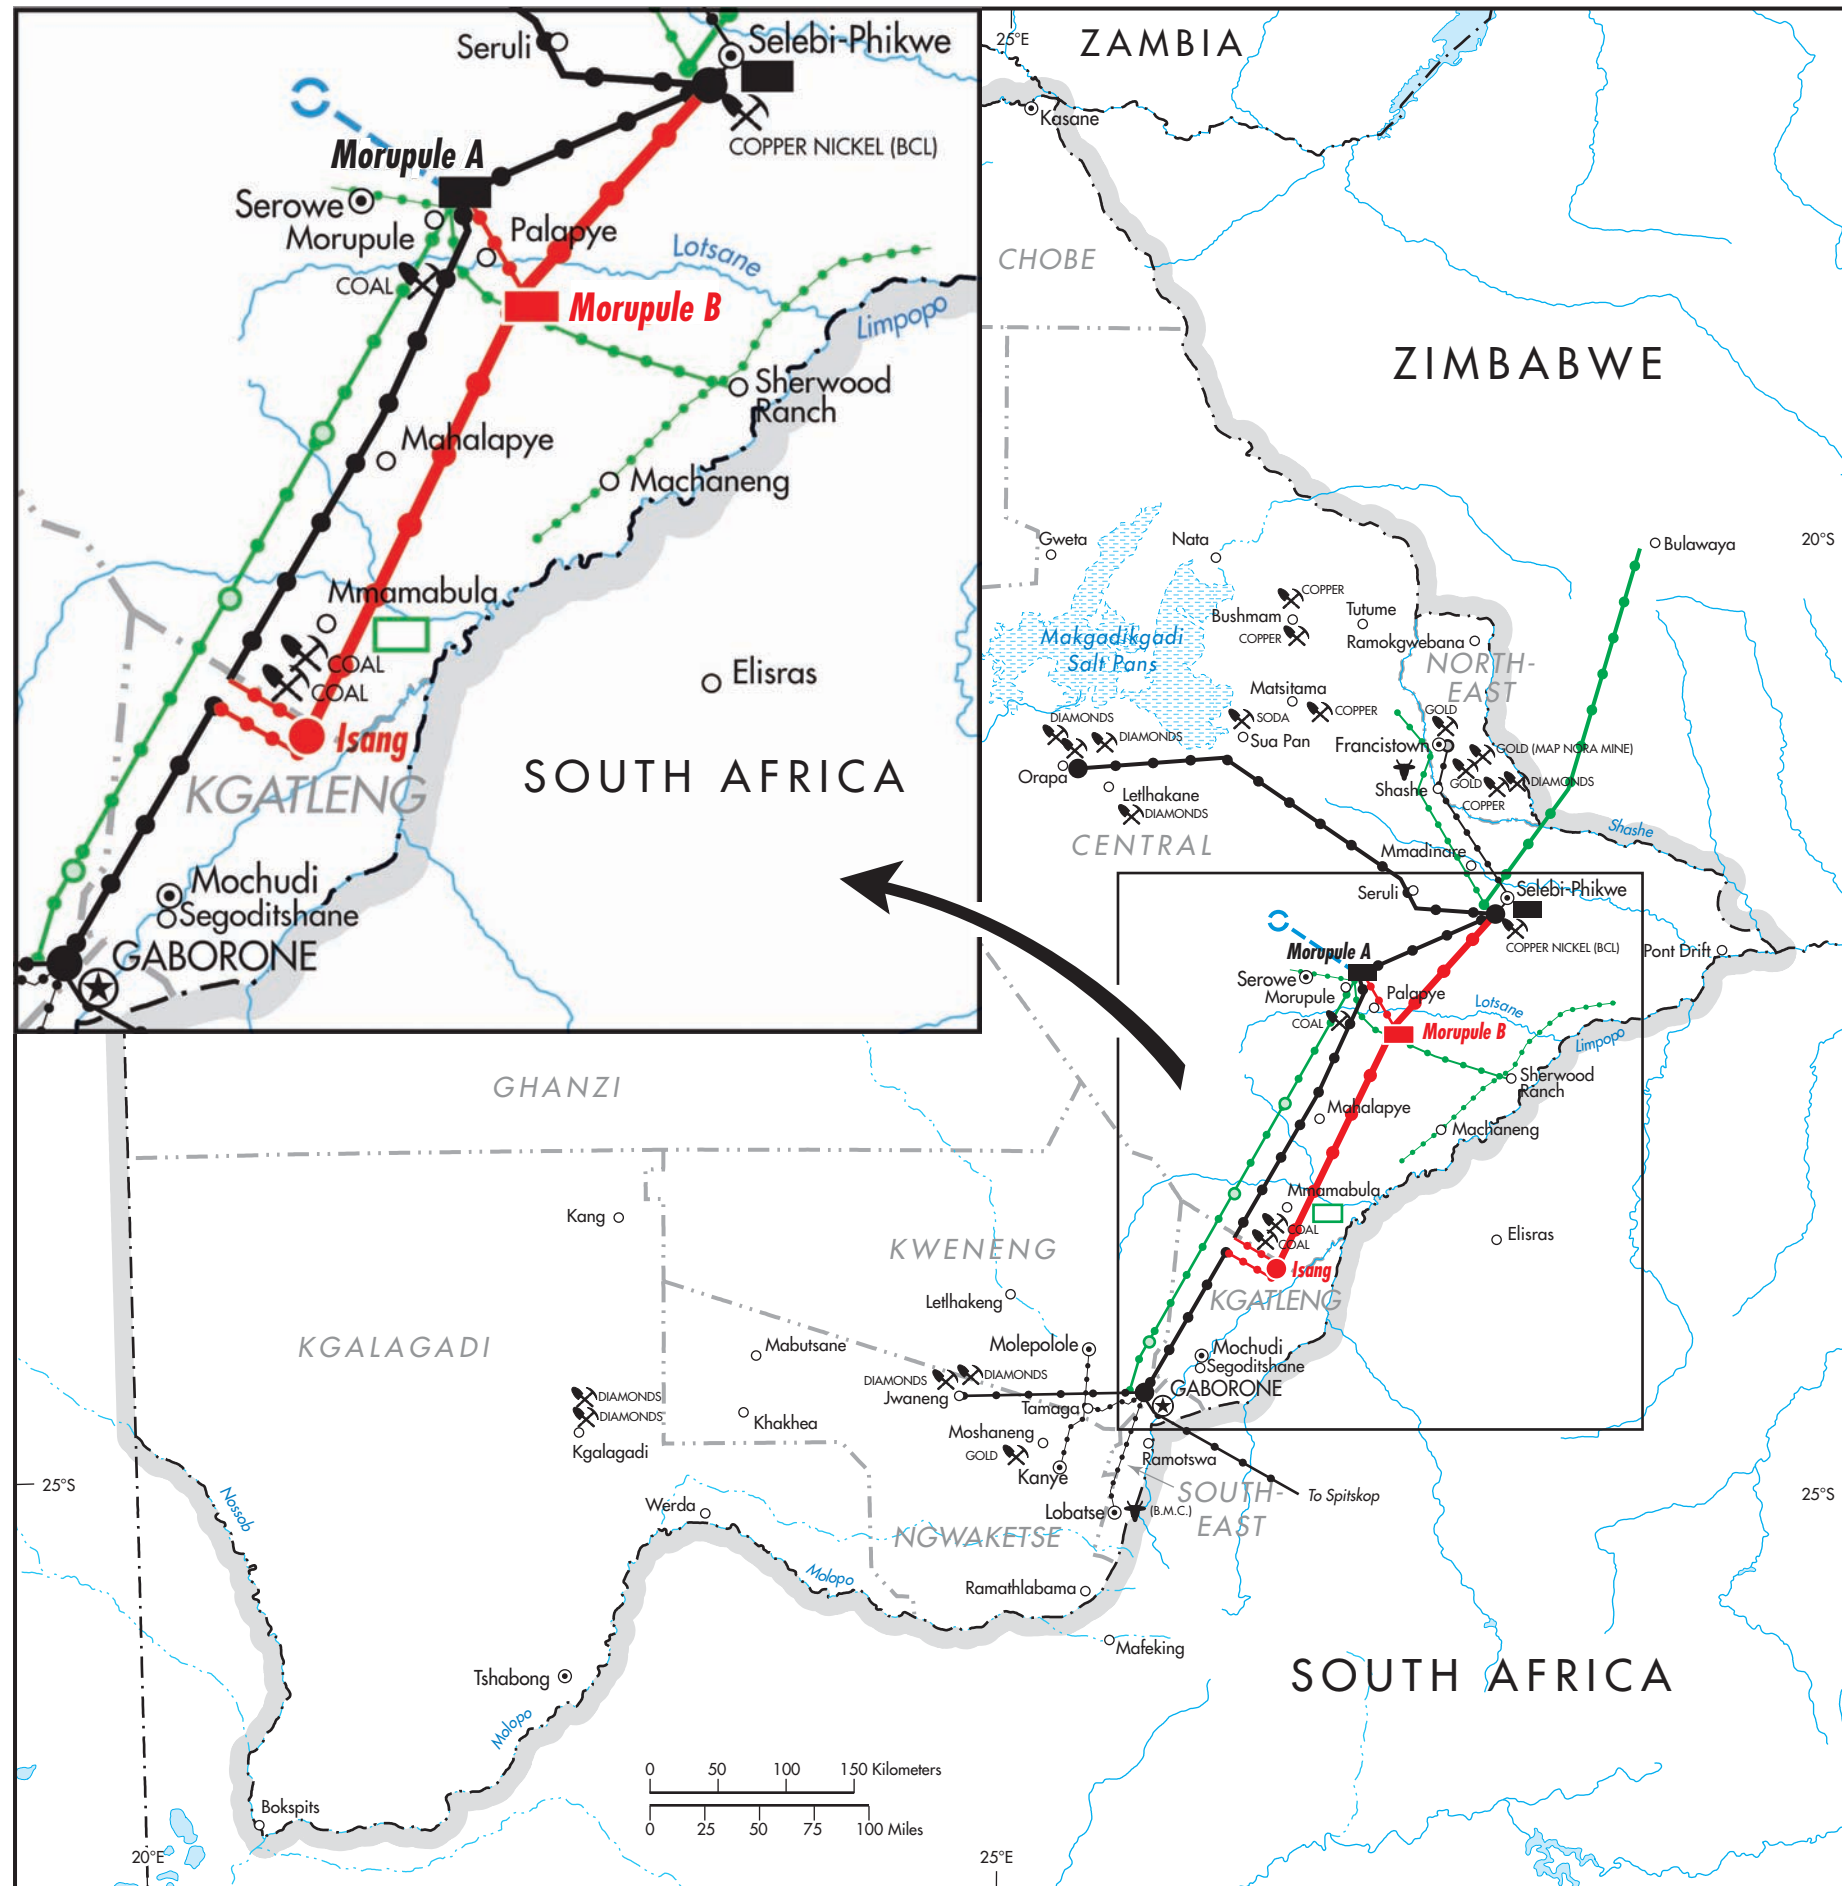 Seruli
Selebi-Phikwe
COPPER NICKEL (BCL)
Morupule A
Serowe
Morupule
Palapye
Lotsane
COAL
Morupule B
Limpopo
Sherwood
Ranch
Mahalapye
Machaneng
Mmamabula
COAL
COAL
Elisras
Isang
KGATLENG
SOUTH AFRICA
Mochudi
Segoditshane
GABORONE
25°E
ZAMBIA
Kasane
CHOBE
ZIMBABWE
Gweta
Nata
Bulawaya
20°S
COPPER
Bushmam
Tutume
COPPER
Ramokgwebana
Makgadikgadi
Salt Pans
NORTH-
EAST
Matsitama
DIAMONDS
SODA
COPPER
GOLD
DIAMONDS
Sua Pan
Francistown
GOLD (MAP NORA MINE)
Orapa
Letlhakane
Shashe
GOLD
DIAMONDS
DIAMONDS
COPPER
CENTRAL
Shashe
Mmadinare
Seruli
Selebi-Phikwe
COPPER NICKEL (BCL)
Pont Drift
Morupule A
Serowe
Morupule
Palapye
Lotsane
COAL
Morupule B
Limpopo
Sherwood
Ranch
GHANZI
Mahalapye
Machaneng
Mmamabula
Kang
COAL
COAL
Elisras
KWENENG
Isang
KGATLENG
Letlhakeng
KGALAGADI
Mabutsane
Molepolole
Mochudi
Segoditshane
DIAMONDS
DIAMONDS
GABORONE
Jwaneng
Tamaga
DIAMONDS
DIAMONDS
Khakhea
Kgalagadi
Moshaneng
GOLD
Kanye
Ramotswa
25°S
Nossob
Werda
SOUTH-
EAST
To Spitskop
25°S
Lobatse
(B.M.C.)
NGWAKETSE
Molopo
Ramathlabama
Mafeking
Tshabong
SOUTH AFRICA
Molopo
0 50 100 150 Kilometers
0 25 50 75 100 Miles
Bokspits
20°E
25°E